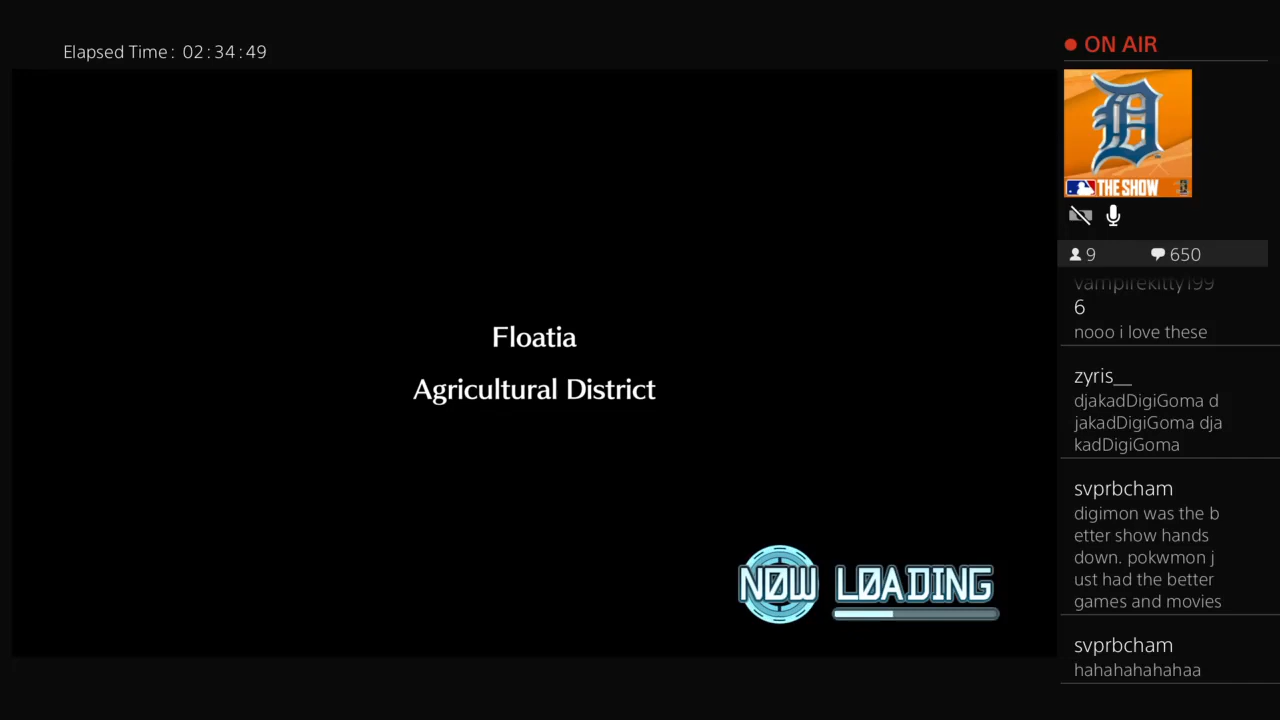 Elapsed Time: 02:34:49
ON AIR
D
THE SHOW
9
650
vampirekitty199
6
nooo i love these
zyris__
djakadDigiGoma d
jakadDigiGoma dja
kadDigiGoma
svprbcham
digimon was the b
etter show hands
down. pokwmon j
ust had the better
games and movies
svprbcham
hahahahahahaa
Floatia
Agricultural District
NOW LOADING